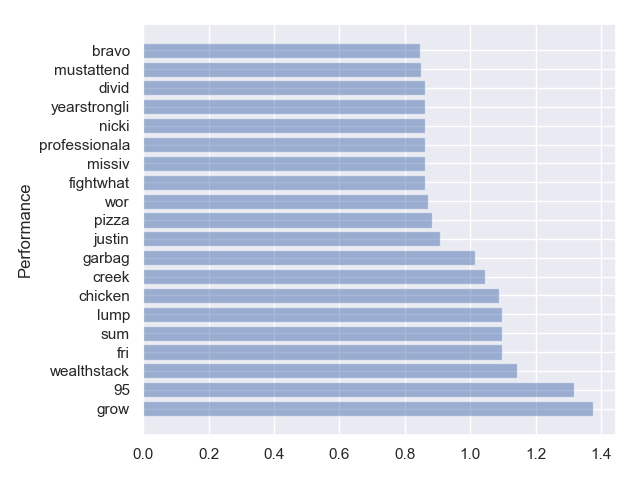 bravo
mustattend
divid
yearstrongli
nicki
professionala
missiv
fightwhat
wor
pizza
justin
garbag
creek
chicken
lump
sum
fri
wealthstack
95
grow
Performance
0.0 0.2 0.4 0.6 0.8 1.0 1.2 1.4